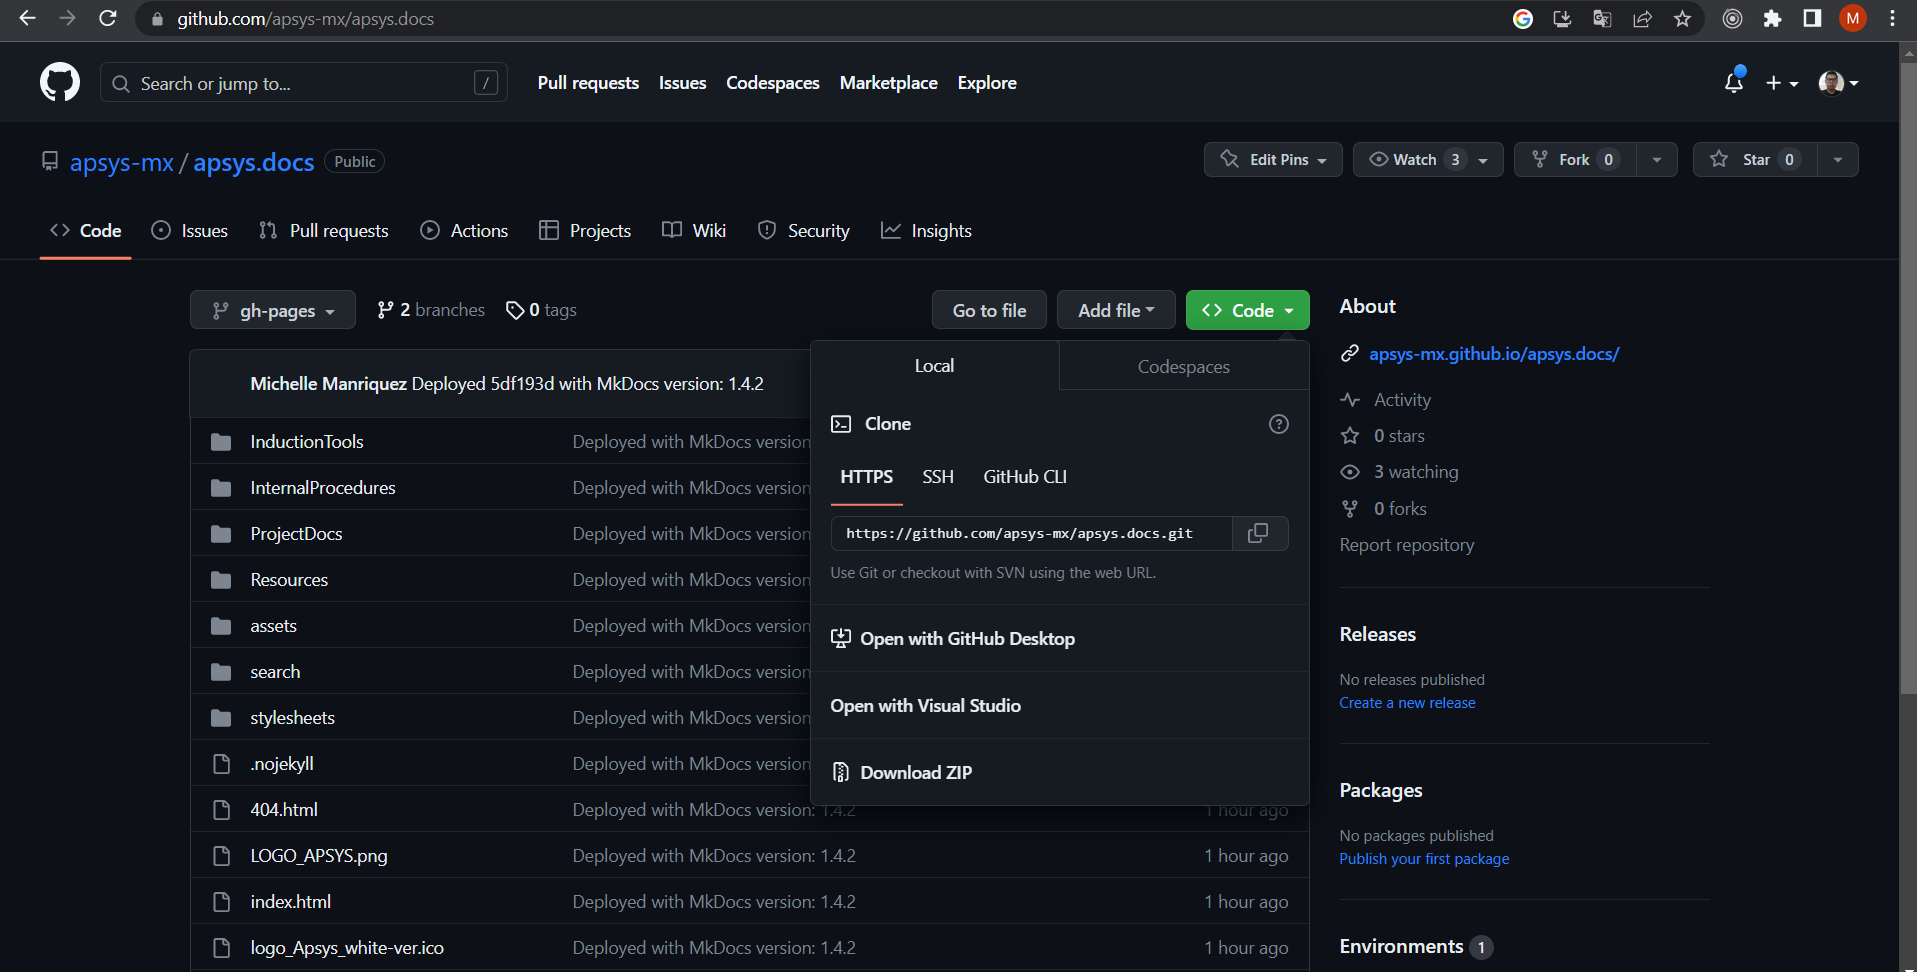 github.com/apsys-mx/apsys.docs
M
Search or jump to...
/
Pull requests
Issues
Codespaces
Marketplace
Explore
apsys-mx / apsys.docs
Public
Edit Pins
Watch 3
Fork 0
Star 0
Code
Issues
Pull requests
Actions
Projects
Wiki
Security
Insights
gh-pages
2 branches
0 tags
Go to file
Add file
Code
Michelle Manriquez Deployed 5df193d with MkDocs version: 1.4.2
InductionTools
Deployed with MkDocs version
InternalProcedures
Deployed with MkDocs version
ProjectDocs
Deployed with MkDocs version
Resources
Deployed with MkDocs version
assets
Deployed with MkDocs version
search
Deployed with MkDocs version
stylesheets
Deployed with MkDocs version
.nojekyll
Deployed with MkDocs version
404.html
Deployed with MkDocs version: 1.4.2
1 hour ago
LOGO_APSYS.png
Deployed with MkDocs version: 1.4.2
1 hour ago
index.html
Deployed with MkDocs version: 1.4.2
1 hour ago
logo_Apsys_white-ver.ico
Deployed with MkDocs version: 1.4.2
1 hour ago
Local
Codespaces
Clone
HTTPS
SSH
GitHub CLI
https://github.com/apsys-mx/apsys.docs.git
Use Git or checkout with SVN using the web URL.
Open with GitHub Desktop
Open with Visual Studio
Download ZIP
About
apsys-mx.github.io/apsys.docs/
Activity
0 stars
3 watching
0 forks
Report repository
Releases
No releases published
Create a new release
Packages
No packages published
Publish your first package
Environments 1